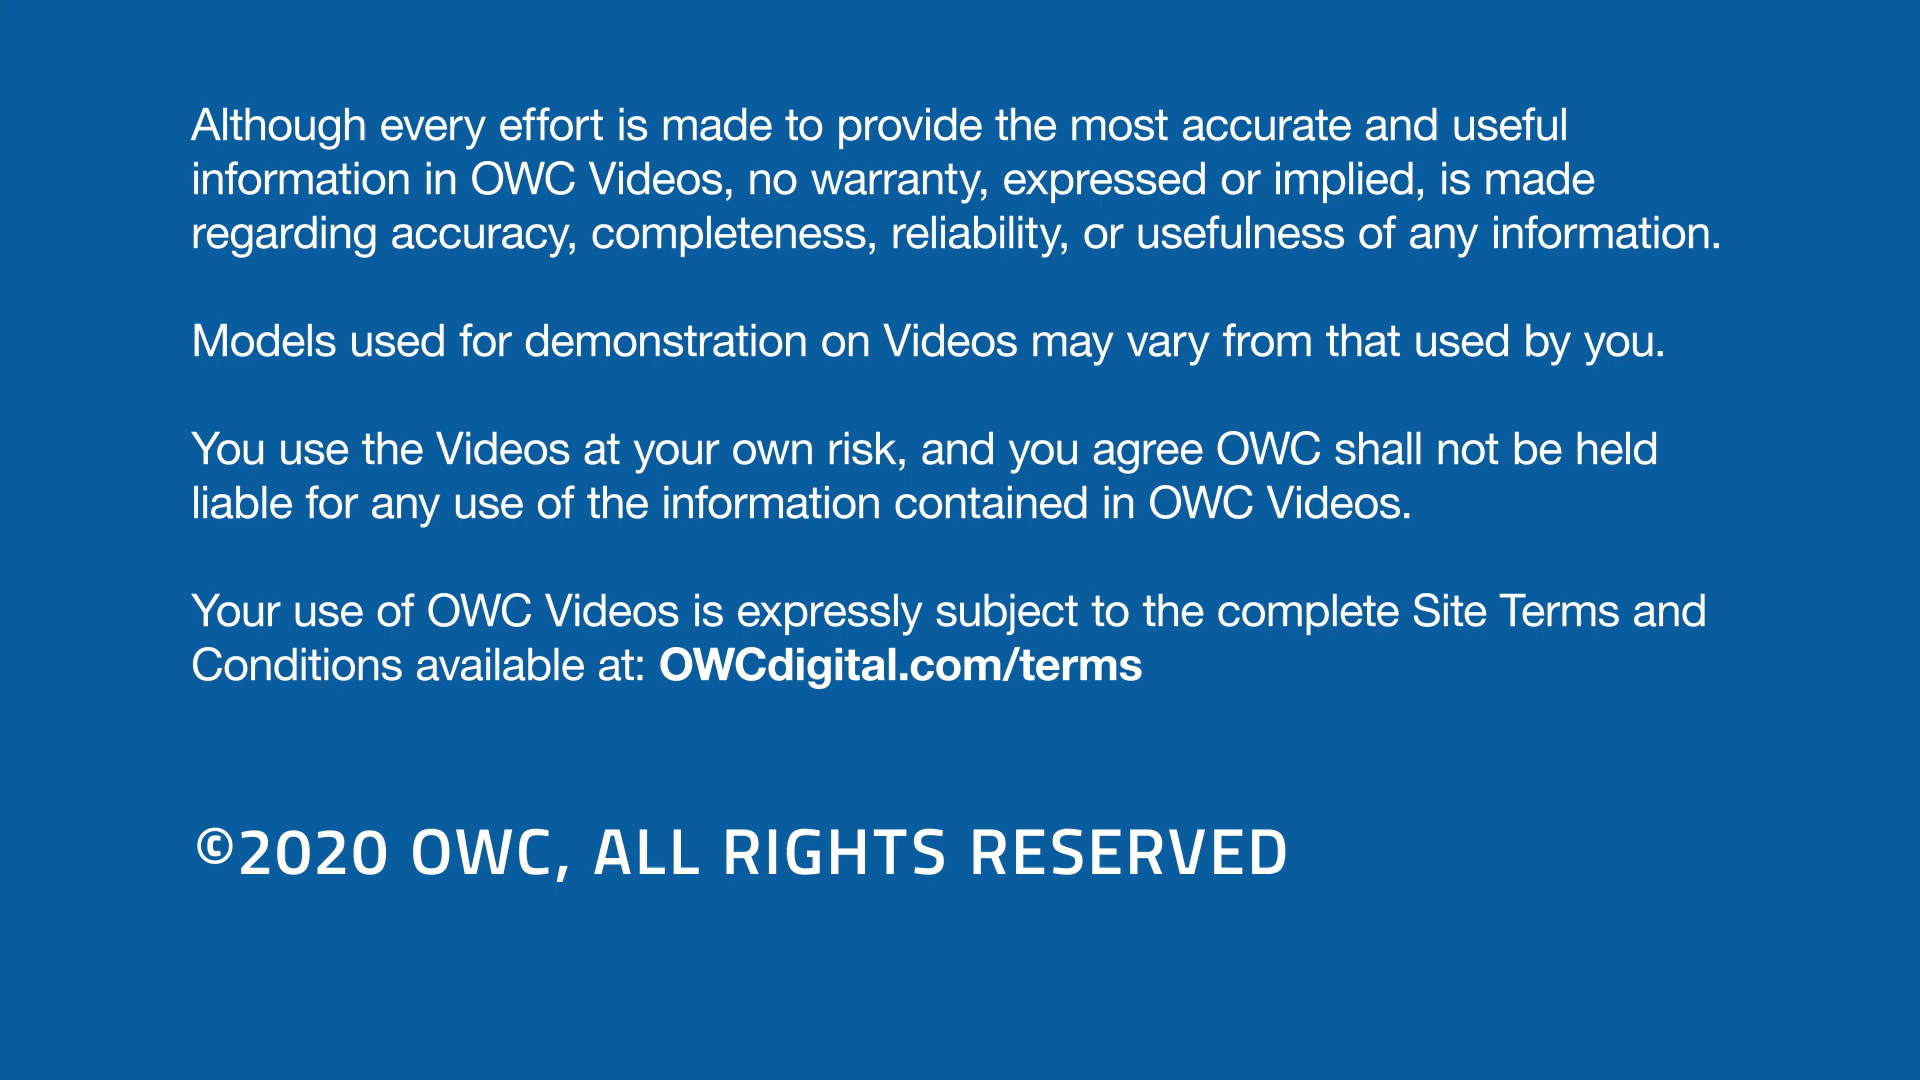 Although every effort is made to provide the most accurate and useful
information in OWC Videos, no warranty, expressed or implied, is made
regarding accuracy, completeness, reliability, or usefulness of any information.
Models used for demonstration on Videos may vary from that used by you.
You use the Videos at your own risk, and you agree OWC shall not be held
liable for any use of the information contained in OWC Videos.
Your use of OWC Videos is expressly subject to the complete Site Terms and
Conditions available at: OWCdigital.com/terms
©2020 OWC, ALL RIGHTS RESERVED